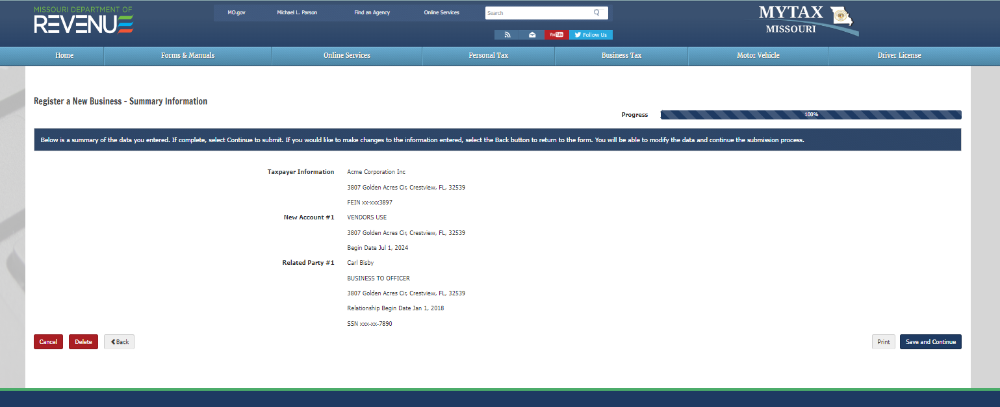 MISSOURI DEPARTMENT OF
REVENUE
MO.gov Michael L. Parson Find an Agency Online Services Search
MYTAX
MISSOURI
You Tube Follow Us
Home Forms & Manuals Online Services Personal Tax Business Tax Motor Vehicle Driver License
Register a New Business - Summary Information
Progress 100%
Below is a summary of the data you entered. If complete, select Continue to submit. If you would like to make changes to the information entered, select the Back button to return to the form. You will be able to modify the data and continue the submission process.
Taxpayer Information Acme Corporation Inc
3807 Golden Acres Cir, Crestview, FL, 32539
FEIN xx-xxx3897
New Account #1 VENDORS USE
3807 Golden Acres Cir, Crestview, FL, 32539
Begin Date Jul 1, 2024
Related Party #1 Carl Bisby
BUSINESS TO OFFICER
3807 Golden Acres Cir, Crestview, FL, 32539
Relationship Begin Date Jan 1, 2018
SSN xxx-xx-7890
Cancel Delete Back Print Save and Continue